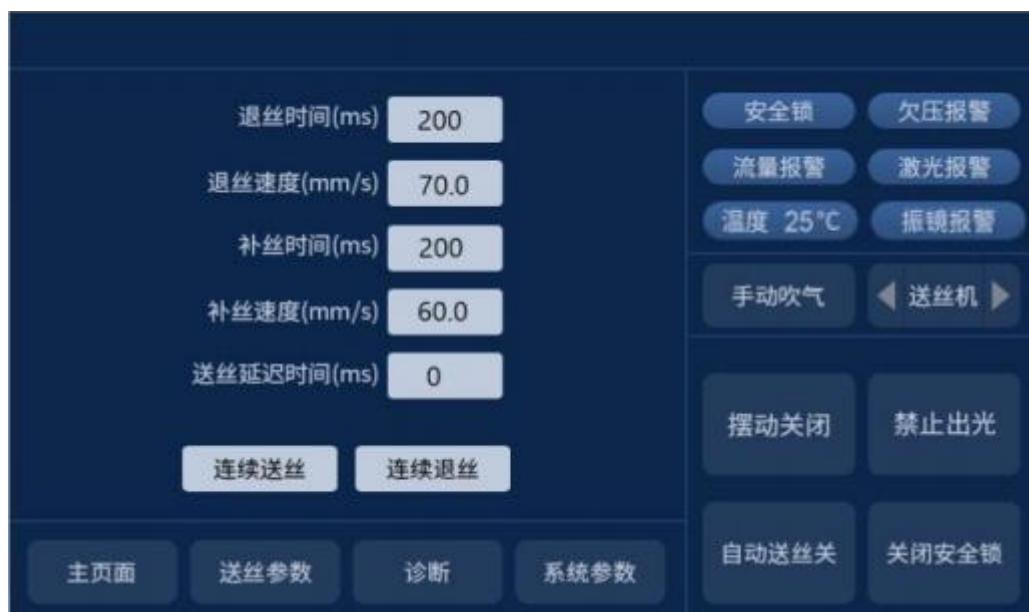 退丝时间(ms) 200
退丝速度(mm/s) 70.0
补丝时间(ms) 200
补丝速度(mm/s) 60.0
送丝延迟时间(ms) 0
连续送丝 连续退丝
主页面 送丝参数 诊断 系统参数
安全锁 欠压报警
流量报警 激光报警
温度 25℃ 振镜报警
手动吹气 送丝机
摆动关闭 禁止出光
自动送丝关 关闭安全锁